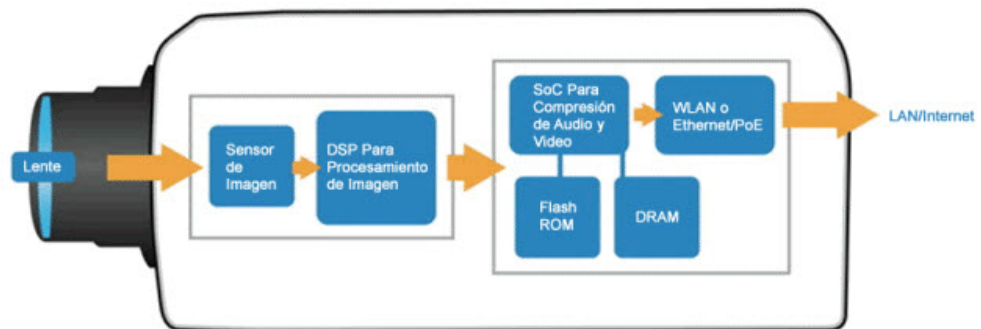 Lente
Sensor
de
Imagen
DSP Para
Procesamiento
de Imagen
SoC Para
Compresión
de Audio y
Video
WLAN o
Ethernet/PoE
LAN/Internet
Flash
ROM
DRAM